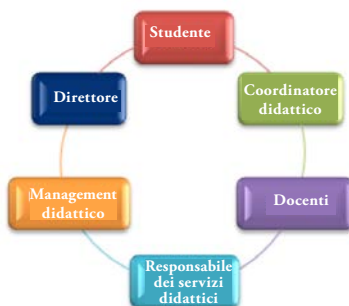 Studente
Direttore
Coordinatore
didattico
Management
didattico
Docenti
Responsabile
dei servizi
didattici